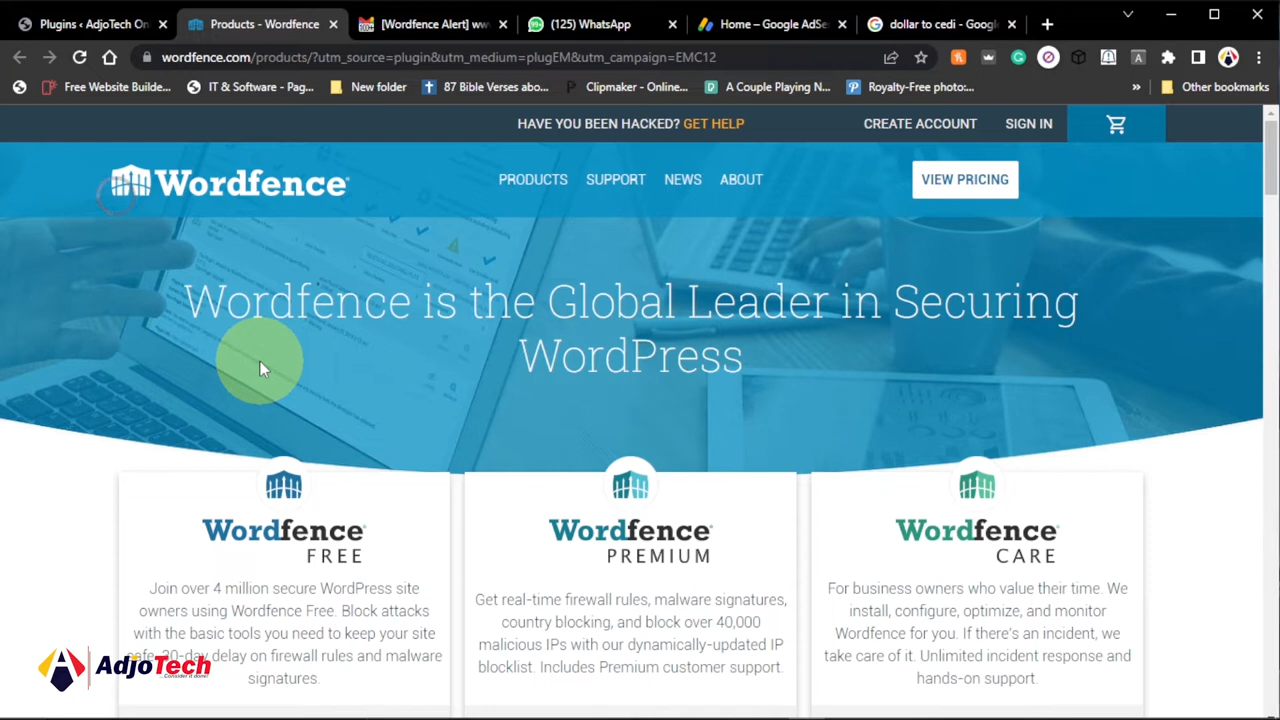 Plugins ‹ AdjoTech On
Products - Wordfence
[Wordfence Alert] ww
(125) WhatsApp
Home – Google AdSe
dollar to cedi - Googl
wordfence.com/products/?utm_source=plugin&utm_medium=plugEM&utm_campaign=EMC12
Free Website Builde...
IT & Software - Pag...
New folder
87 Bible Verses abo...
Clipmaker - Online...
A Couple Playing N...
Royalty-Free photo:...
»
Other bookmarks
HAVE YOU BEEN HACKED? GET HELP
CREATE ACCOUNT
SIGN IN
Wordfence
PRODUCTS
SUPPORT
NEWS
ABOUT
VIEW PRICING
Wordfence is the Global Leader in Securing
WordPress
Wordfence®
FREE
Join over 4 million secure WordPress site
owners using Wordfence Free. Block attacks
with the basic tools you need to keep your site
safe. 30-day delay on firewall rules and malware
signatures.
Wordfence®
PREMIUM
Get real-time firewall rules, malware signatures,
country blocking, and block over 40,000
malicious IPs with our dynamically-updated IP
blocklist. Includes Premium customer support.
Wordfence®
CARE
For business owners who value their time. We
install, configure, optimize, and monitor
Wordfence for you. If there's an incident, we
take care of it. Unlimited incident response and
hands-on support.
AdjoTech
...Consider it done!